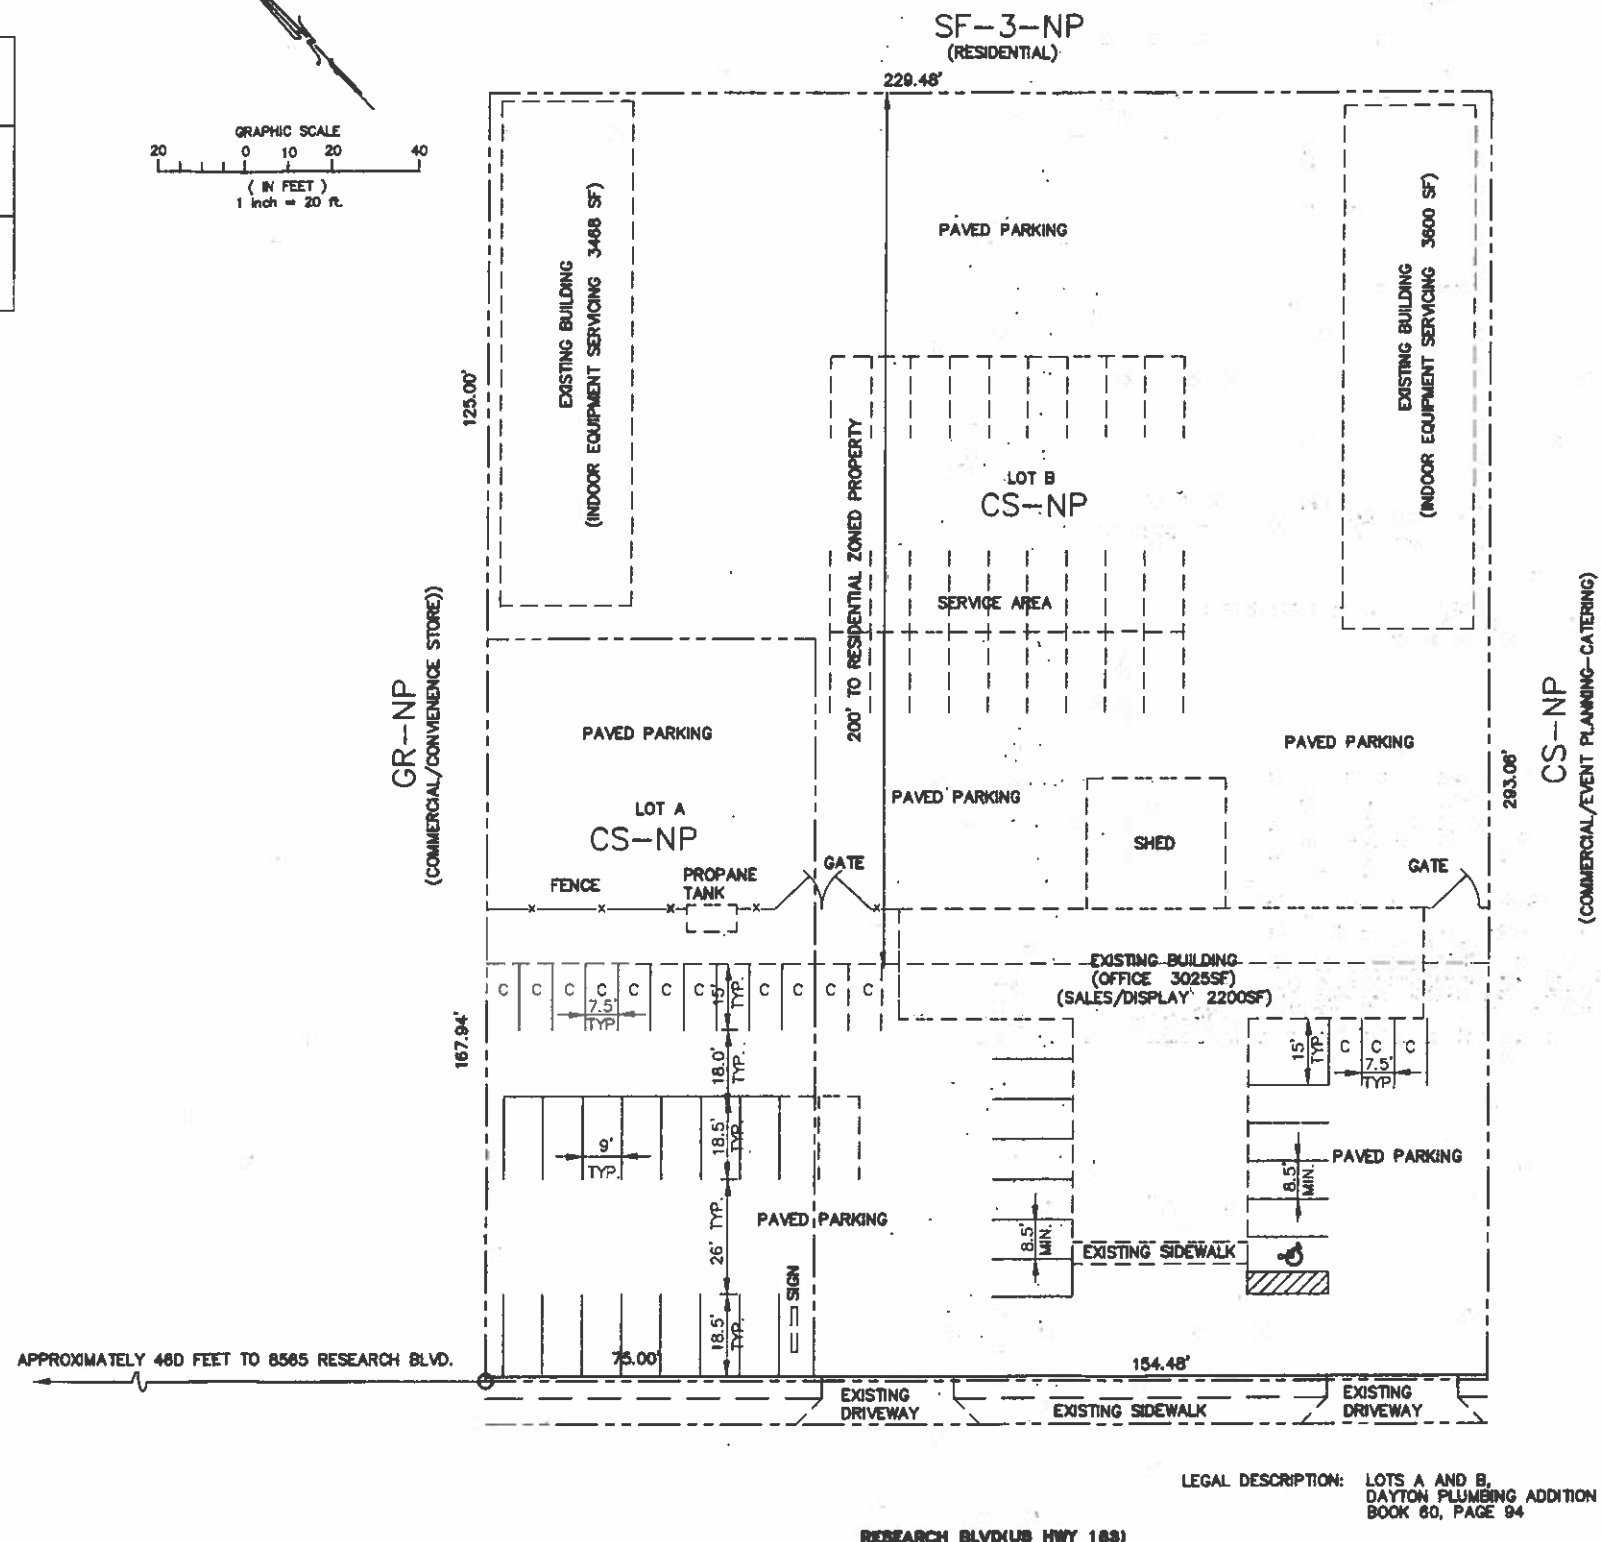 SF-3-NP
(RESIDENTIAL)
229.48'
GRAPHIC SCALE
20 0 10 20 40
( IN FEET )
1 inch = 20 ft.
EXISTING BUILDING
(INDOOR EQUIPMENT SERVICING 3468 SF)
PAVED PARKING
EXISTING BUILDING
(INDOOR EQUIPMENT SERVICING 3600 SF)
125.00'
200' TO RESIDENTIAL ZONED PROPERTY
LOT B
CS-NP
SERVICE AREA
GR-NP
(COMMERCIAL/CONVIENENCE STORE))
PAVED PARKING
PAVED PARKING
CS-NP
(COMMERCIAL/EVENT PLANNING-CATERING)
293.06'
PAVED PARKING
LOT A
CS-NP
SHED
GATE
GATE
FENCE
PROPANE
TANK
EXISTING BUILDING
(OFFICE 3025SF)
(SALES/DISPLAY 2200SF)
C C C C C C C C C C C
7.5'
TYP.
15'
TYP.
167.94'
18.0'
TYP.
15'
TYP.
C C C
7.5'
TYP.
18.5'
TYP.
9'
TYP.
PAVED PARKING
8.5'
MIN.
PAVED PARKING
26' TYP.
8.5'
MIN.
EXISTING SIDEWALK
SIGN
18.5'
TYP.
APPROXIMATELY 460 FEET TO 8565 RESEARCH BLVD.
75.00'
154.48'
EXISTING
DRIVEWAY
EXISTING SIDEWALK
EXISTING
DRIVEWAY
LEGAL DESCRIPTION: LOTS A AND B,
DAYTON PLUMBING ADDITION
BOOK 60, PAGE 94
RESEARCH BLVD(US HWY 183)